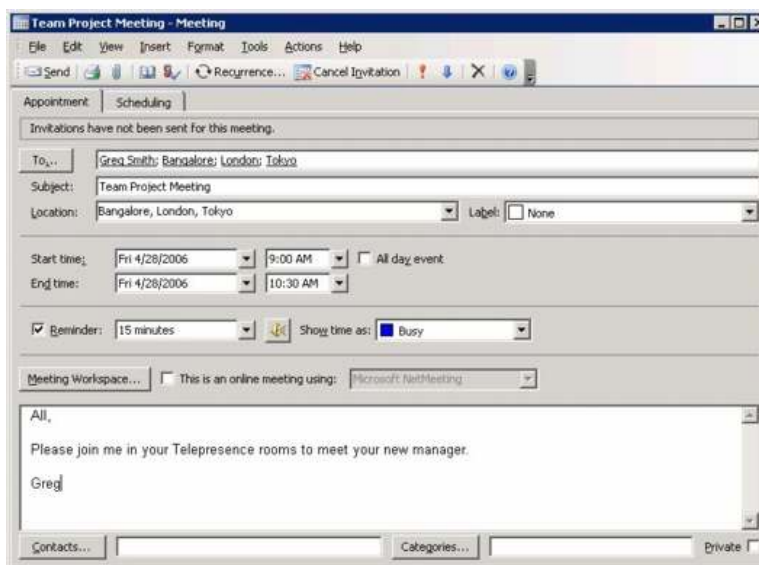 Team Project Meeting - Meeting
File Edit View Insert Format Tools Actions Help
Send Recurrence... Cancel Invitation
Appointment Scheduling
Invitations have not been sent for this meeting.
To... Greg Smith; Bangalore; London; Tokyo
Subject: Team Project Meeting
Location: Bangalore, London, Tokyo Label: None
Start time: Fri 4/28/2006 9:00 AM All day event
End time: Fri 4/28/2006 10:30 AM
Reminder: 15 minutes Show time as: Busy
Meeting Workspace... This is an online meeting using: Microsoft NetMeeting
All,
Please join me in your Telepresence rooms to meet your new manager.
Greg
Contacts... Categories... Private